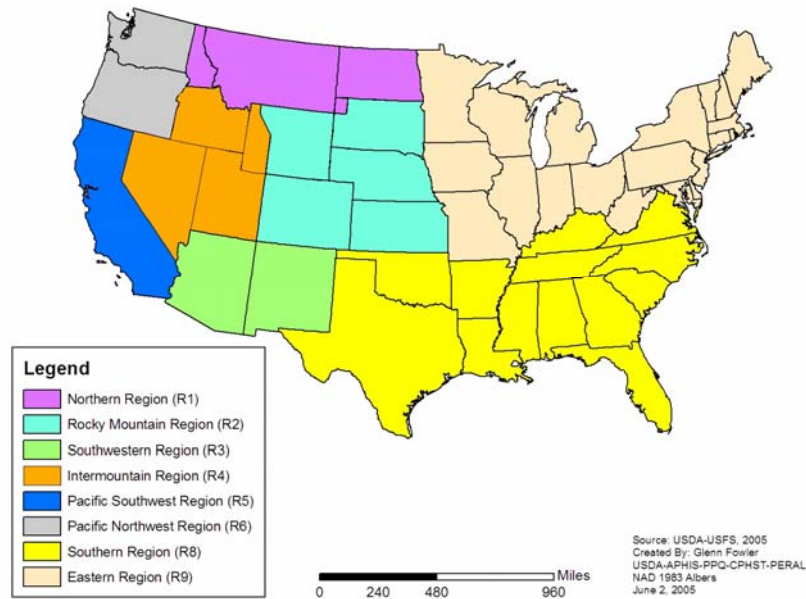 Legend
Northern Region (R1)
Rocky Mountain Region (R2)
Southwestern Region (R3)
Intermountain Region (R4)
Pacific Southwest Region (R5)
Pacific Northwest Region (R6)
Southern Region (R8)
Eastern Region (R9)
Miles
0 240 480 960
Source: USDA-USFS, 2005
Created By: Glenn Fowler
USDA-APHIS-PPQ-CPHST-PERAL
NAD 1983 Albers
June 2, 2005